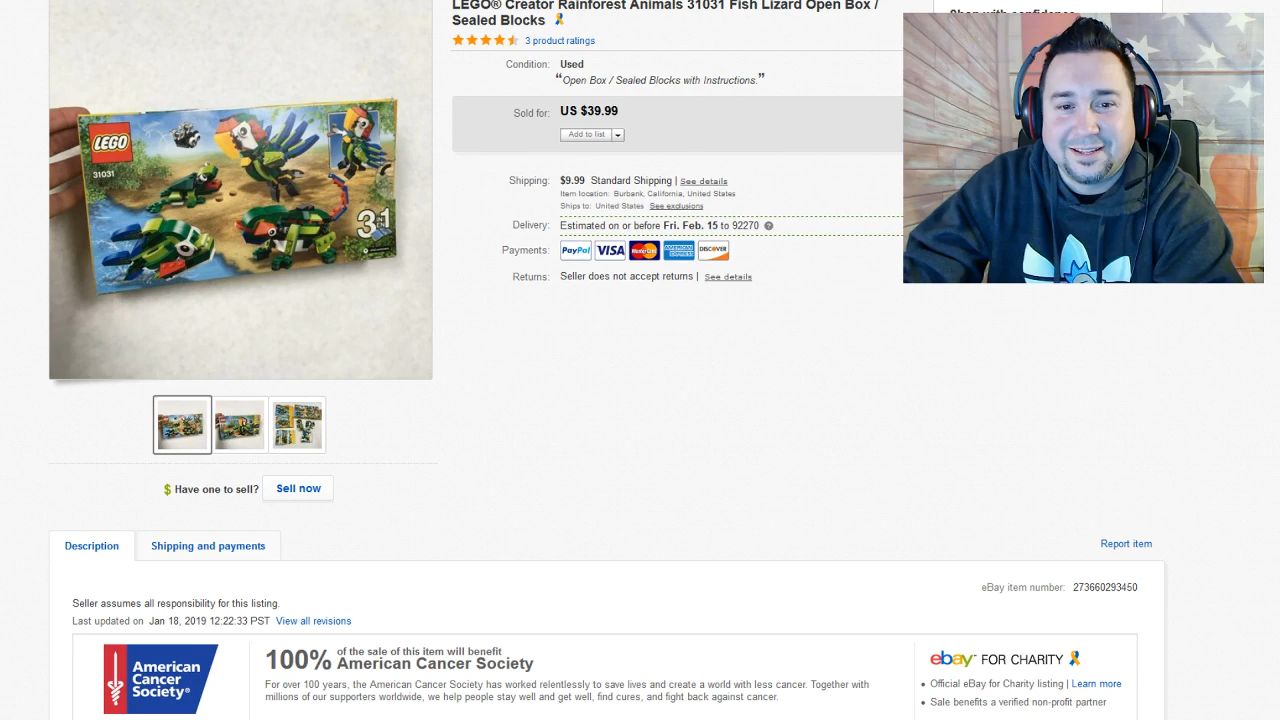 LEGO® Creator Rainforest Animals 31031 Fish Lizard Open Box /
Sealed Blocks
3 product ratings
Condition: Used
“Open Box / Sealed Blocks with Instructions.”
Sold for: US $39.99
Add to list
Shipping: $9.99 Standard Shipping | See details
Item location: Burbank, California, United States
Ships to: United States See exclusions
Delivery: Estimated on or before Fri. Feb. 15 to 92270
Payments: PayPal VISA MasterCard AMERICAN EXPRESS DISCOVER
Returns: Seller does not accept returns | See details
Shop with confidence
LEGO
31031
3in1
$ Have one to sell? Sell now
Description
Shipping and payments
Report item
eBay item number: 273660293450
Seller assumes all responsibility for this listing.
Last updated on Jan 18, 2019 12:22:33 PST View all revisions
American
Cancer
Society®
100% of the sale of this item will benefit
American Cancer Society
For over 100 years, the American Cancer Society has worked relentlessly to save lives and create a world with less cancer. Together with
millions of our supporters worldwide, we help people stay well and get well, find cures, and fight back against cancer.
ebay™ FOR CHARITY
• Official eBay for Charity listing | Learn more
• Sale benefits a verified non-profit partner